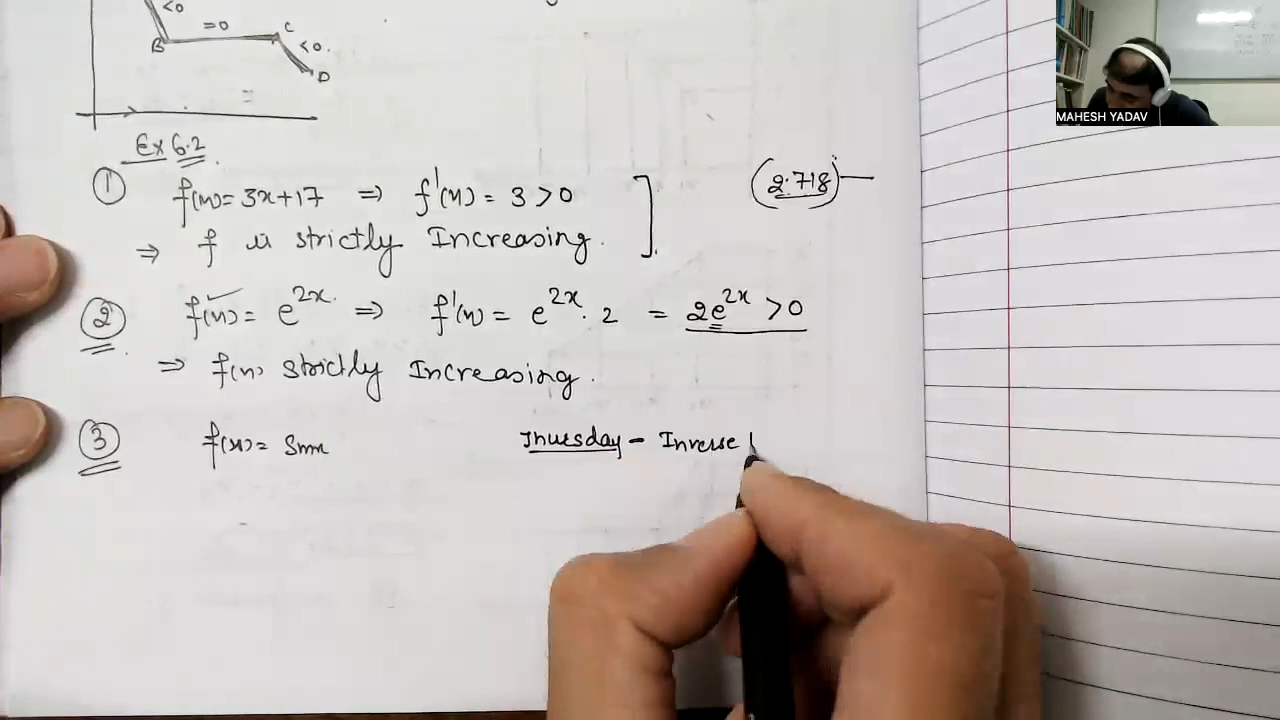 <0
=0
C
<0.
B
D
MAHESH YADAV
Ex 6.2
① f(x) = 3x+17 ⇒ f'(x) = 3 > 0
(2.718)
⇒ f is strictly Increasing.
② f(x) = e^2x. ⇒ f'(x) = e^2x. 2 = 2e^2x > 0
⇒ f(x) strictly Increasing.
③ f(x) = Sinx
Thursday - Inverse